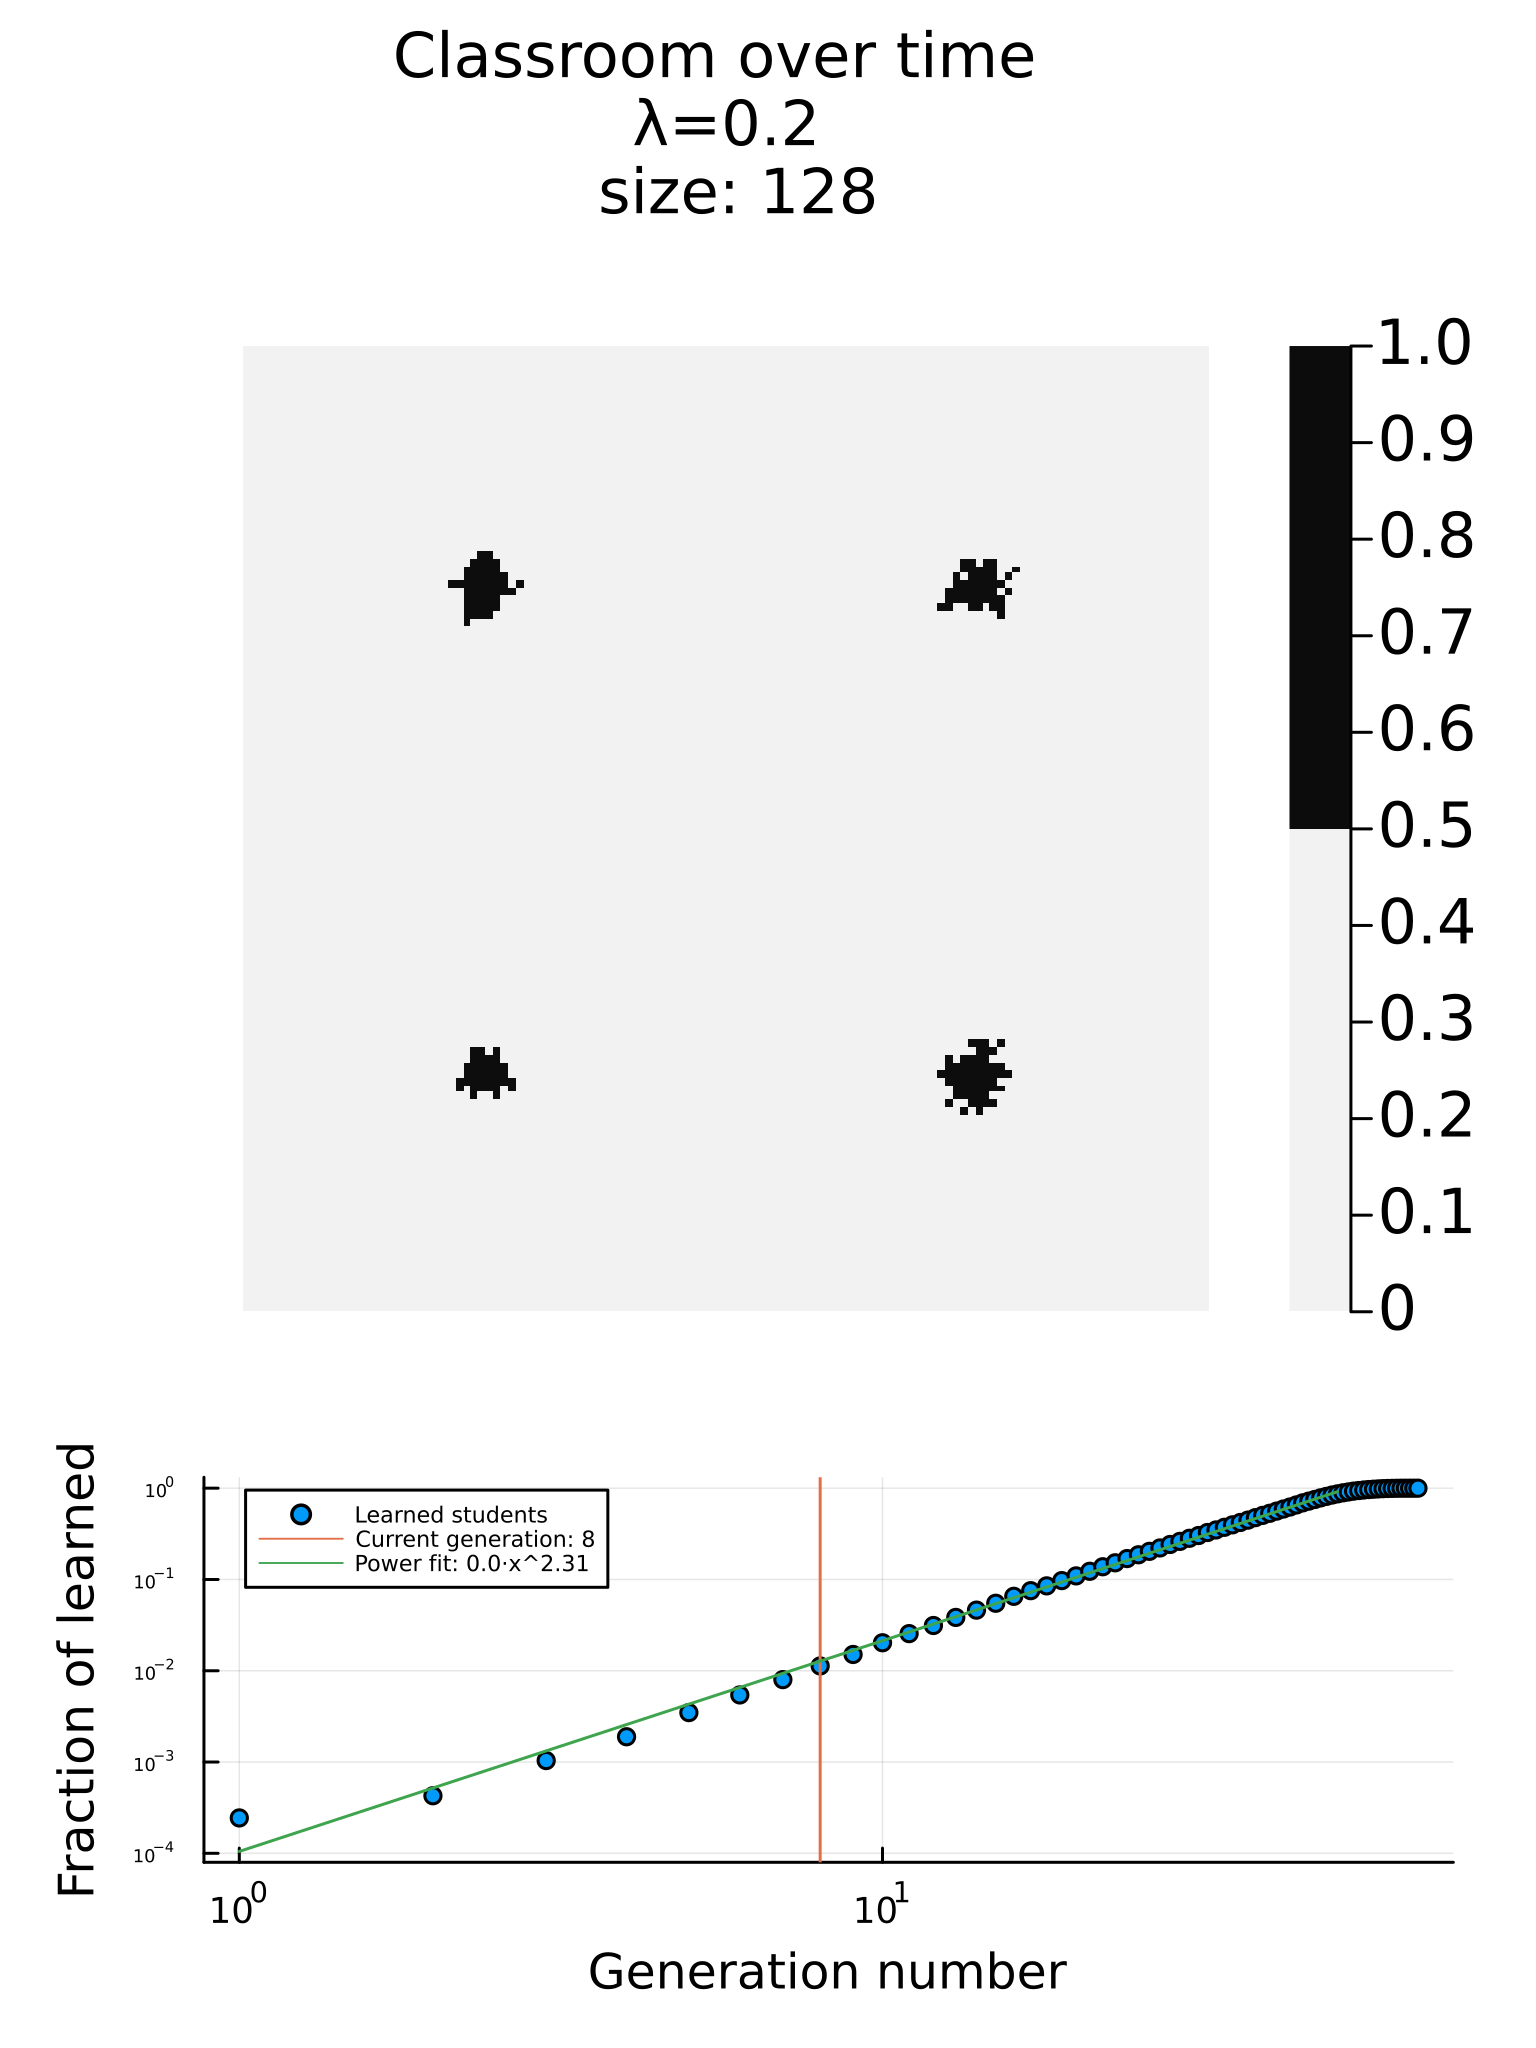 Classroom over time
λ=0.2
size: 128
1.0
0.9
0.8
0.7
0.6
0.5
0.4
0.3
0.2
0.1
0
Fraction of learned
10^0
10^-1
10^-2
10^-3
10^-4
Learned students
Current generation: 8
Power fit: 0.0·x^2.31
10^0
10^1
Generation number